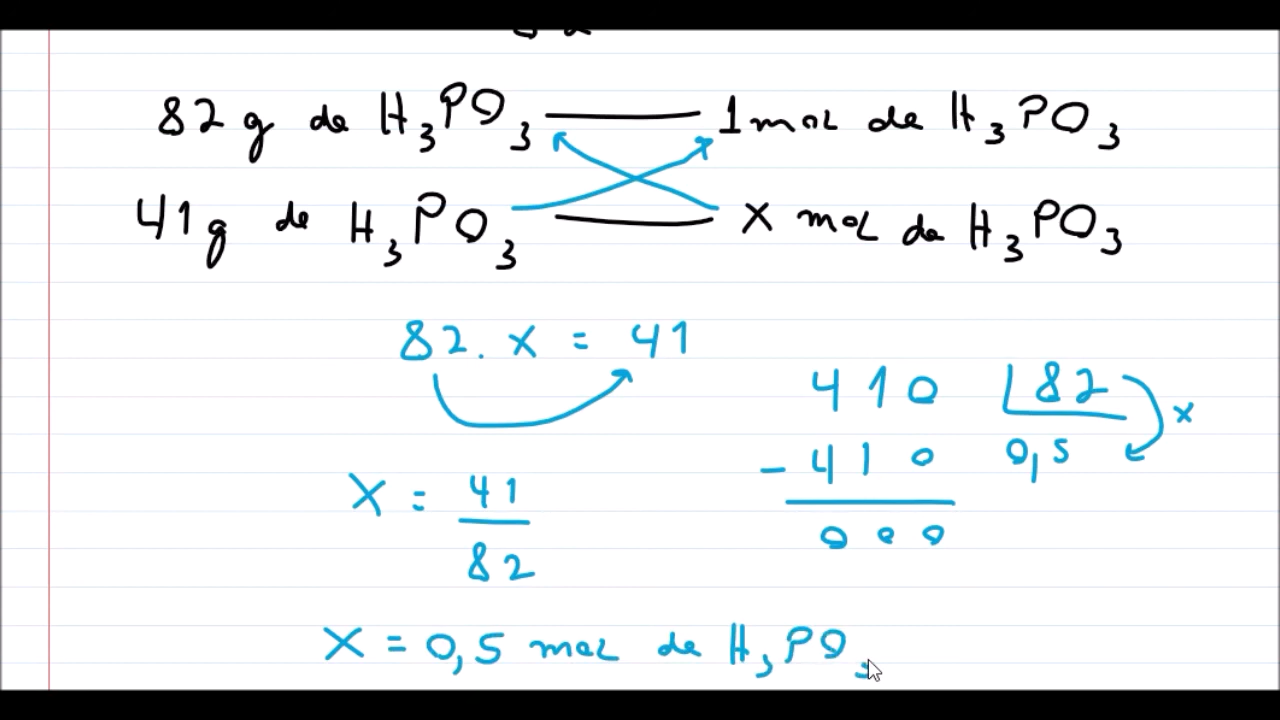 82 g de H₃PO₃ —— 1 mol de H₃PO₃
41 g de H₃PO₃ —— x mol de H₃PO₃
82 . x = 41
410 | 82
- 410 0,5 x
000
X = 41/82
X = 0,5 mol de H₃PO₃